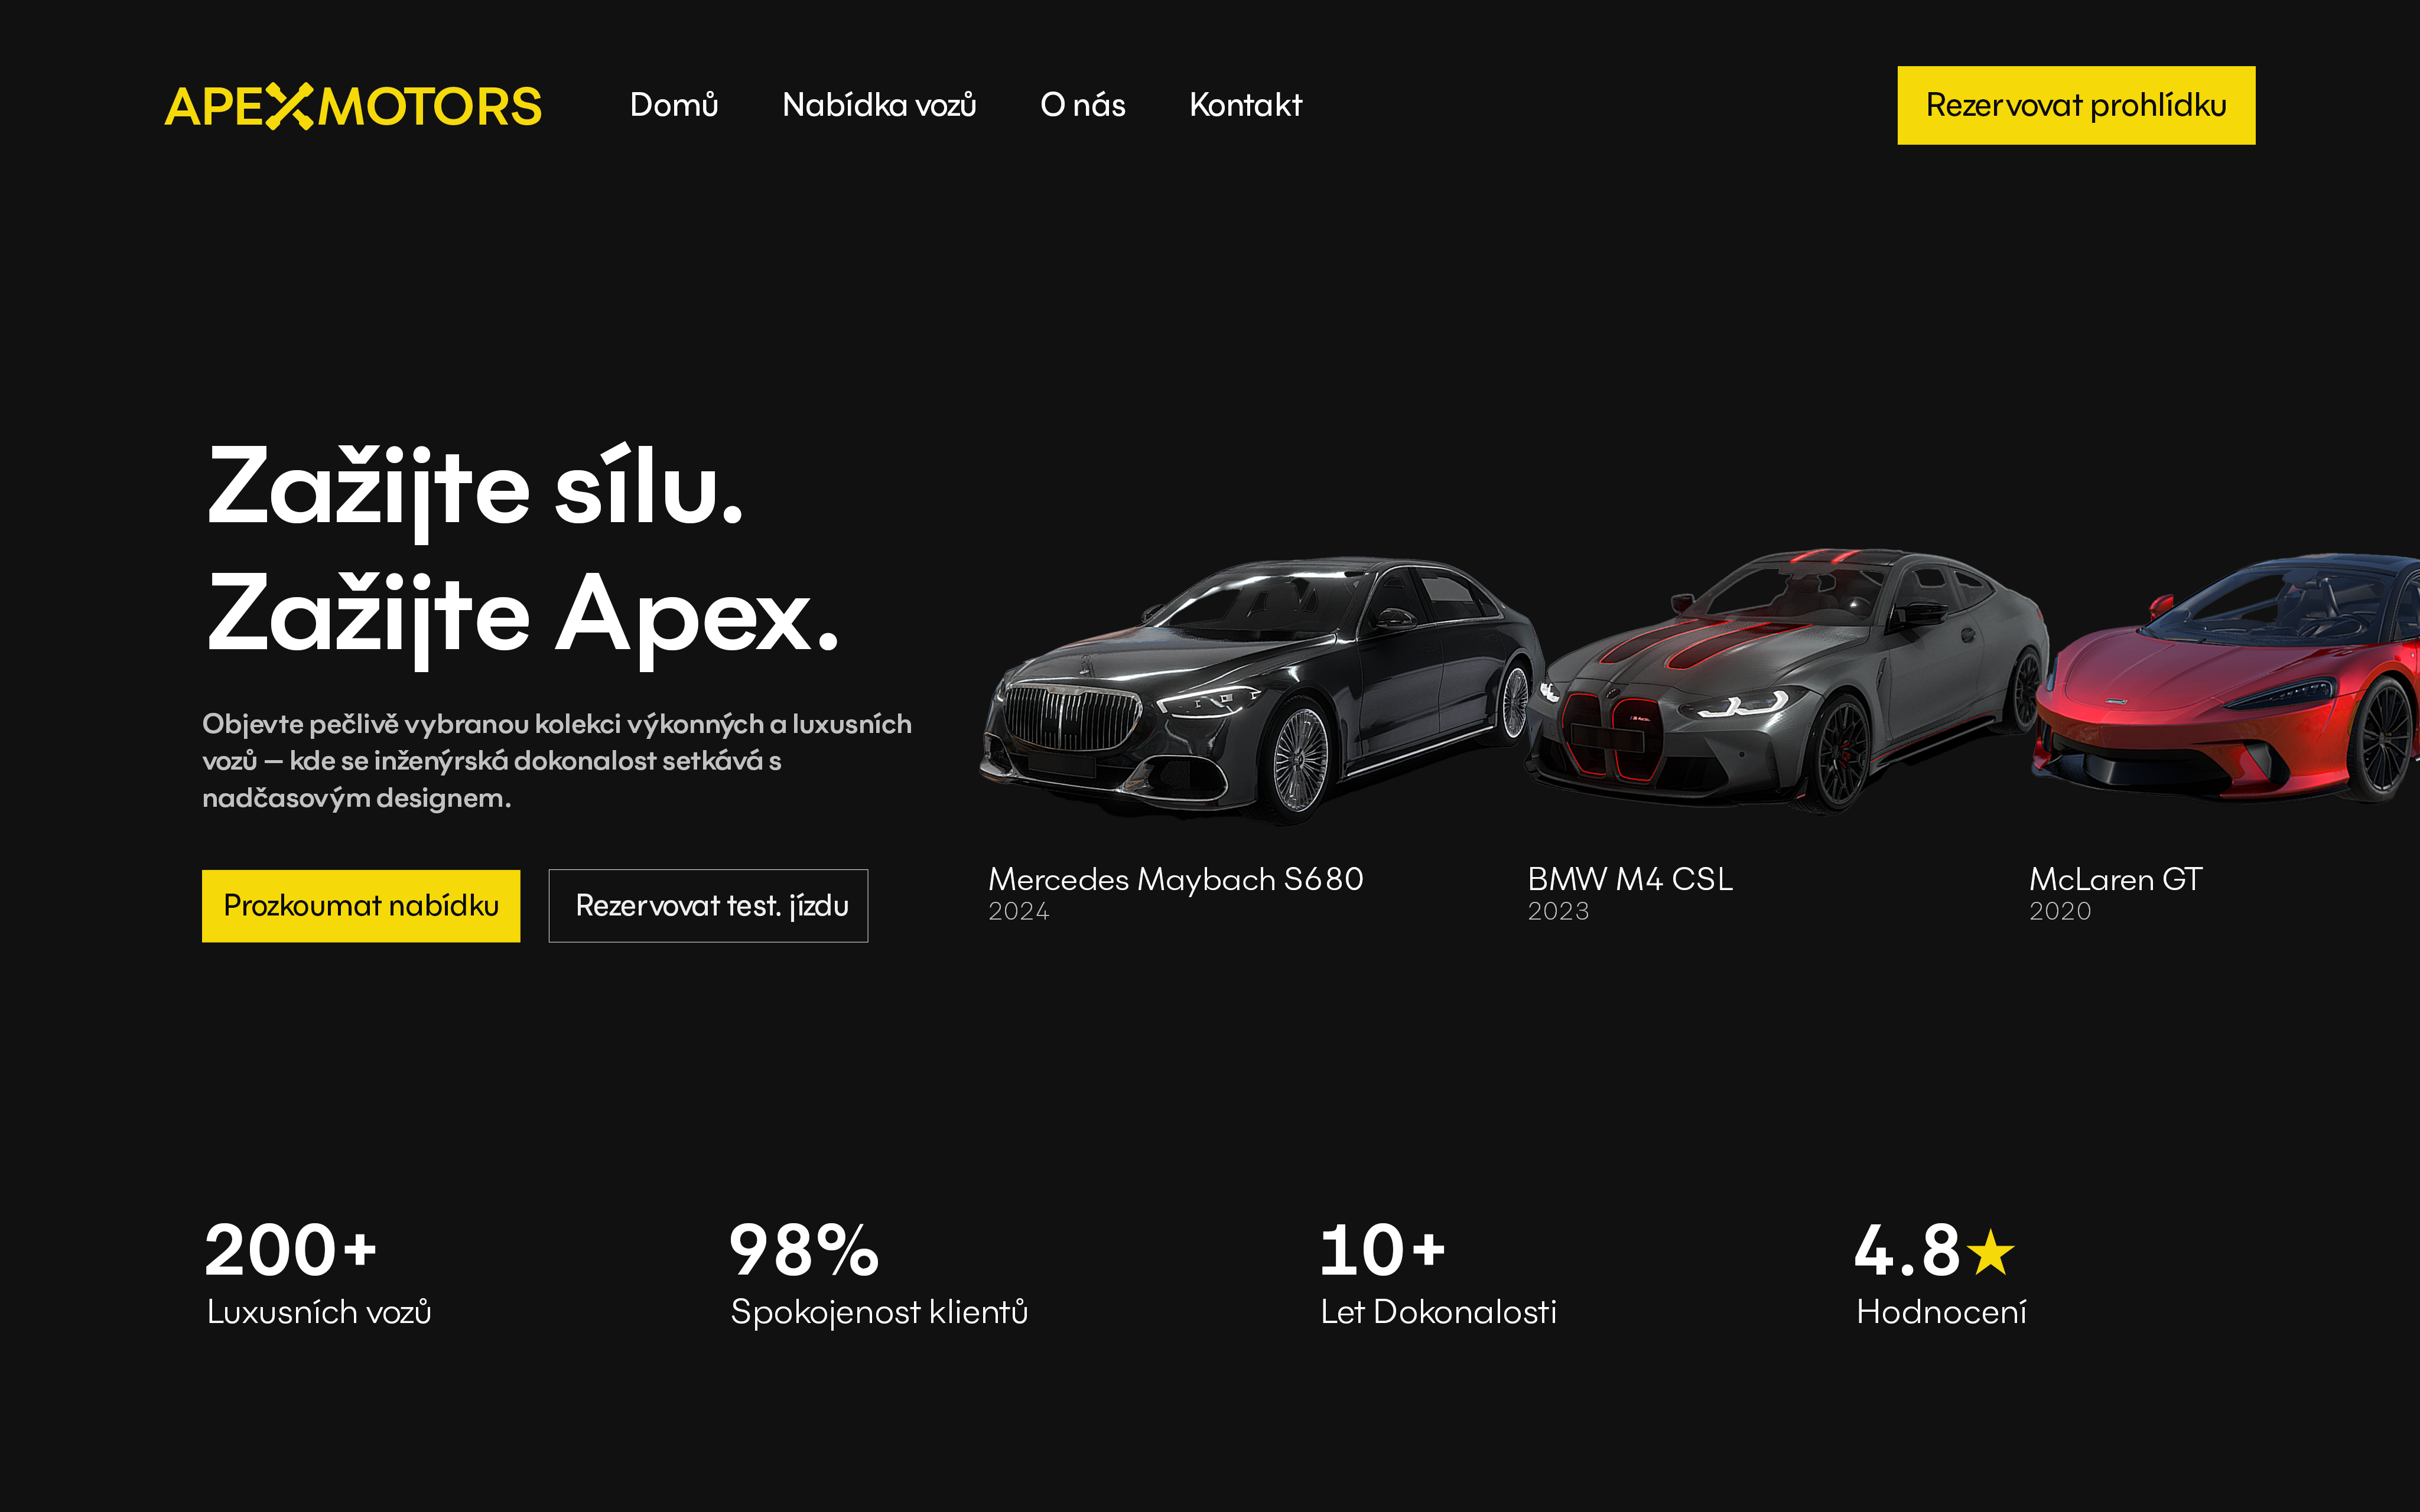 APEXMOTORS
Domů
Nabídka vozů
O nás
Kontakt
Rezervovat prohlídku
Zažijte sílu.
Zažijte Apex.
Objevte pečlivě vybranou kolekci výkonných a luxusních
vozů — kde se inženýrská dokonalost setkává s
nadčasovým designem.
Prozkoumat nabídku
Rezervovat test. jízdu
Mercedes Maybach S680
2024
BMW M4 CSL
2023
McLaren GT
2020
200+
Luxusních vozů
98%
Spokojenost klientů
10+
Let Dokonalosti
4.8★
Hodnocení